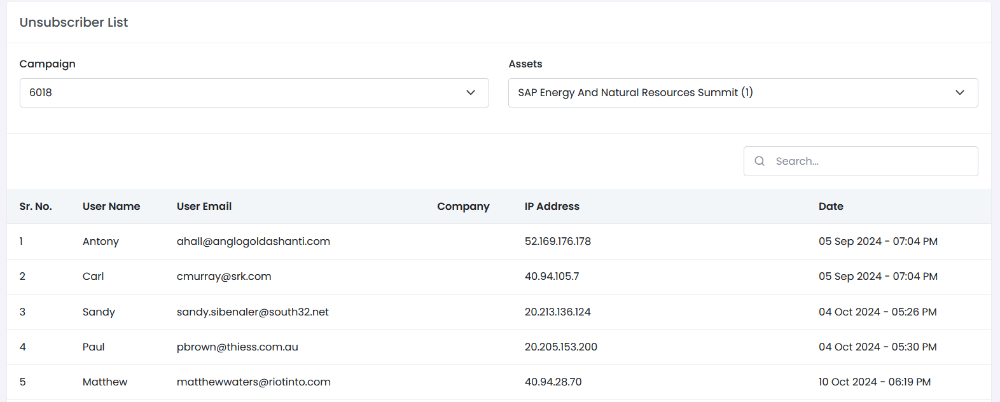 Unsubscriber List
Campaign Assets
6018 SAP Energy And Natural Resources Summit (1)
Search...
Sr. No. User Name User Email Company IP Address Date
1 Antony ahall@anglogoldashanti.com 52.169.176.178 05 Sep 2024 - 07:04 PM
2 Carl cmurray@srk.com 40.94.105.7 05 Sep 2024 - 07:04 PM
3 Sandy sandy.sibenaler@south32.net 20.213.136.124 04 Oct 2024 - 05:26 PM
4 Paul pbrown@thiess.com.au 20.205.153.200 04 Oct 2024 - 05:30 PM
5 Matthew matthewwaters@riotinto.com 40.94.28.70 10 Oct 2024 - 06:19 PM